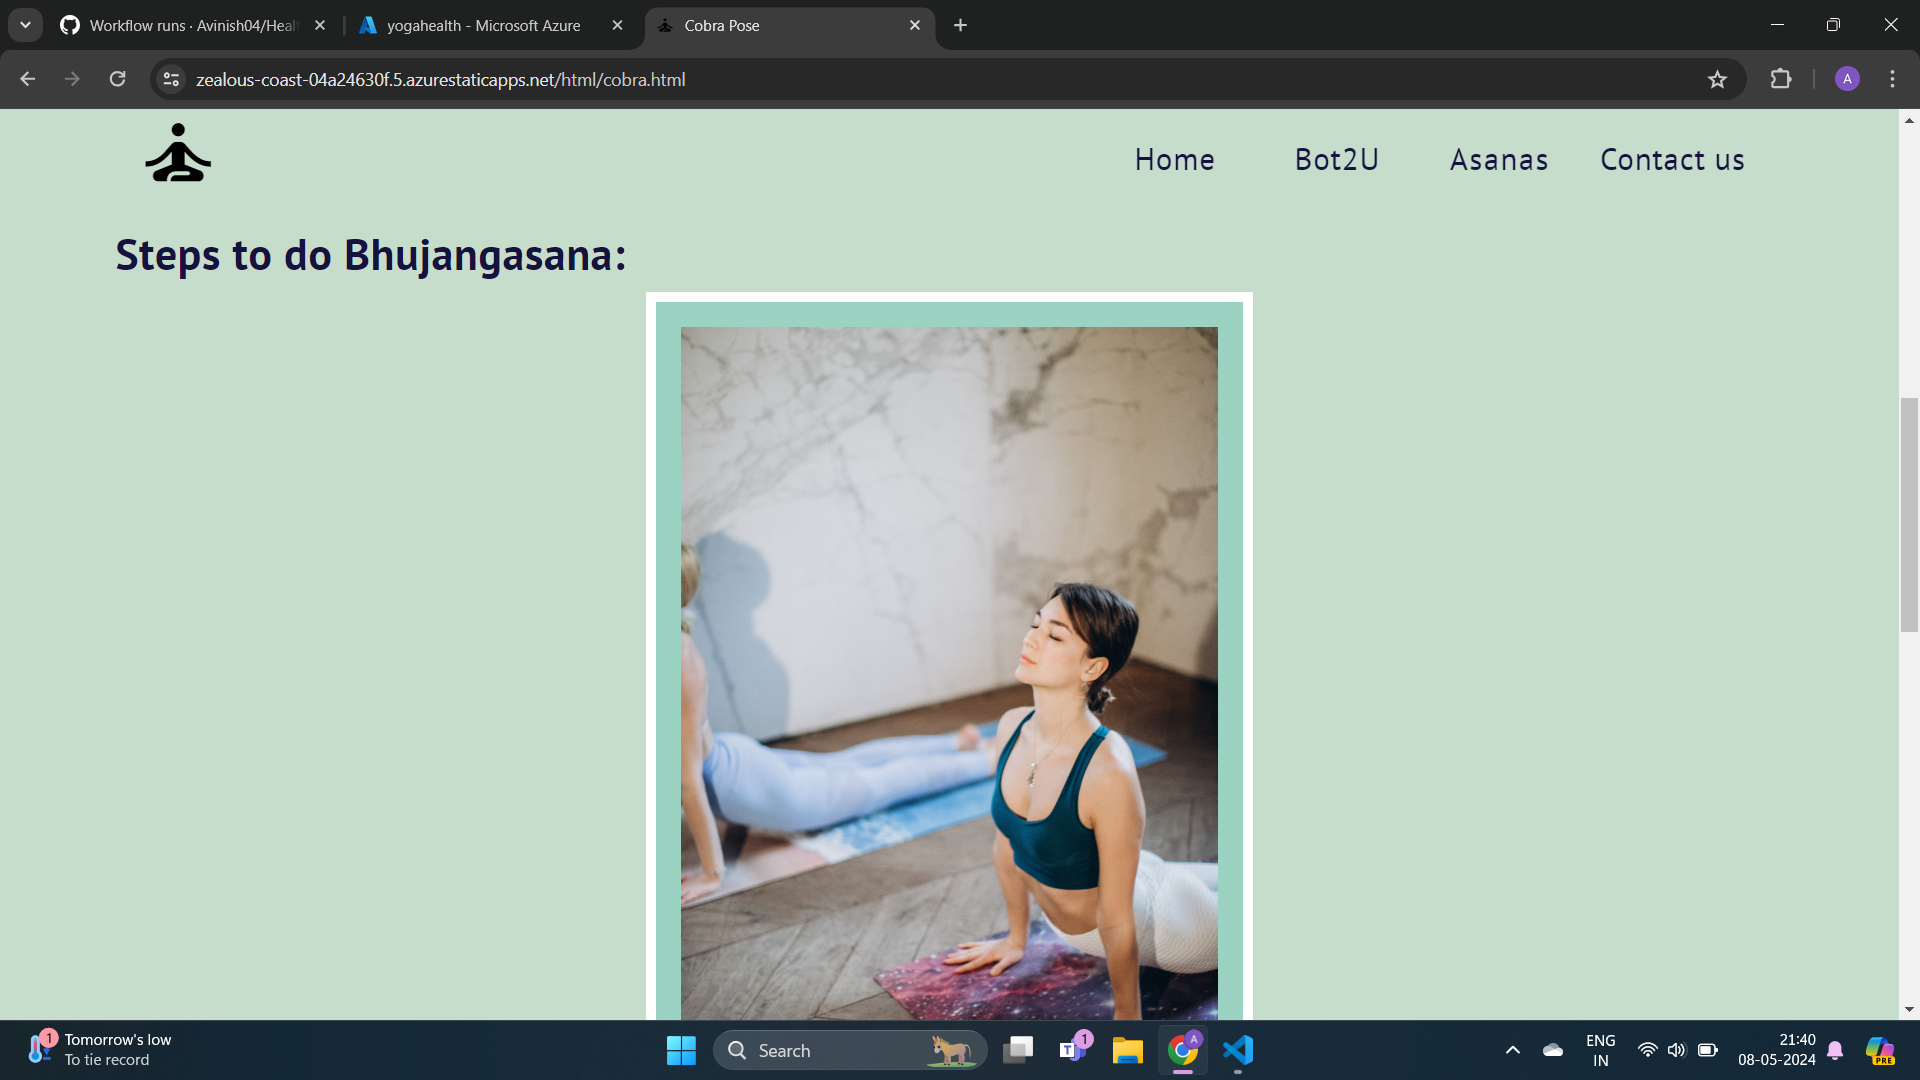 Workflow runs · Avinish04/Heal
yogahealth - Microsoft Azure
Cobra Pose
zealous-coast-04a24630f.5.azurestaticapps.net/html/cobra.html
A
Home Bot2U Asanas Contact us
Steps to do Bhujangasana:
1
Tomorrow's low
To tie record
Search
T
1
A
ENG
IN
21:40
08-05-2024
PRE